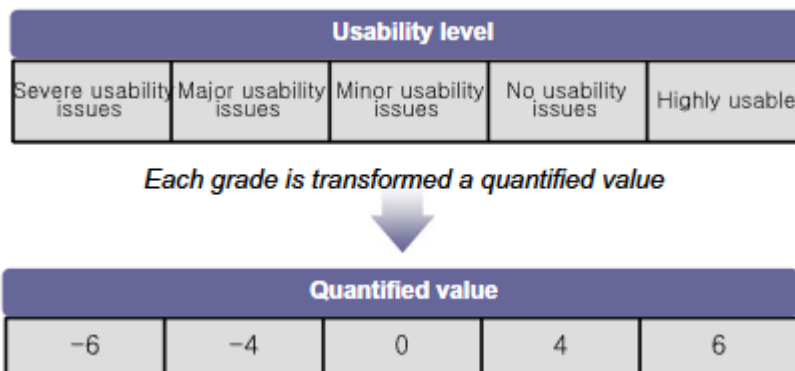 Usability level
Severe usability Major usability Minor usability No usability Highly usable
issues issues issues issues
Each grade is transformed a quantified value
Quantified value
-6 -4 0 4 6